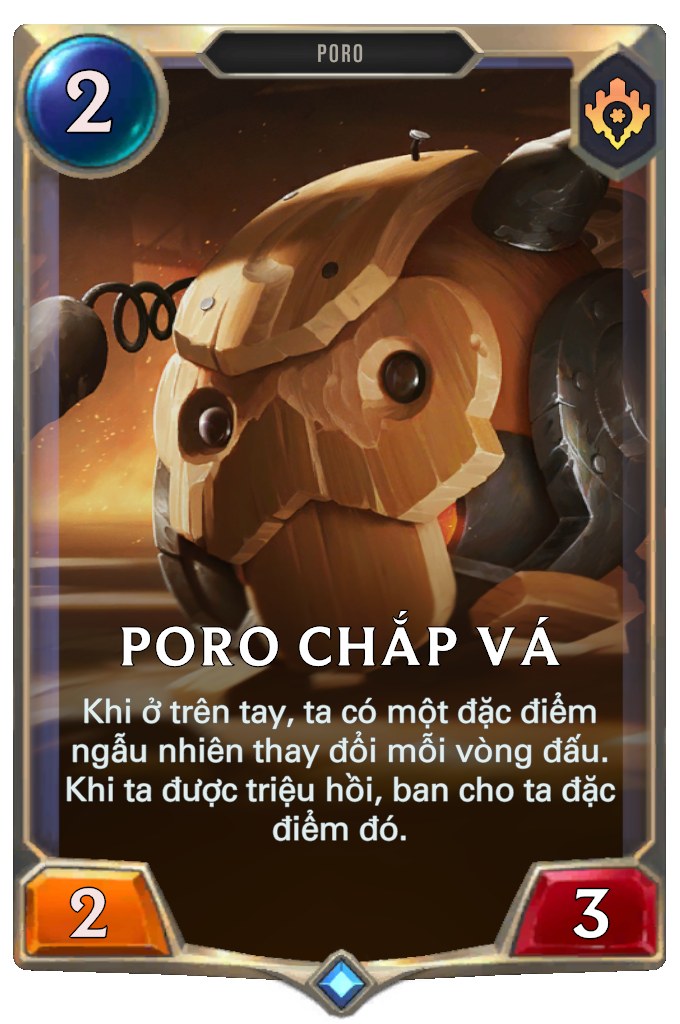 PORO
2
PORO CHẮP VÁ
Khi ở trên tay, ta có một đặc điểm
ngẫu nhiên thay đổi mỗi vòng đấu.
Khi ta được triệu hồi, ban cho ta đặc
điểm đó.
2
3